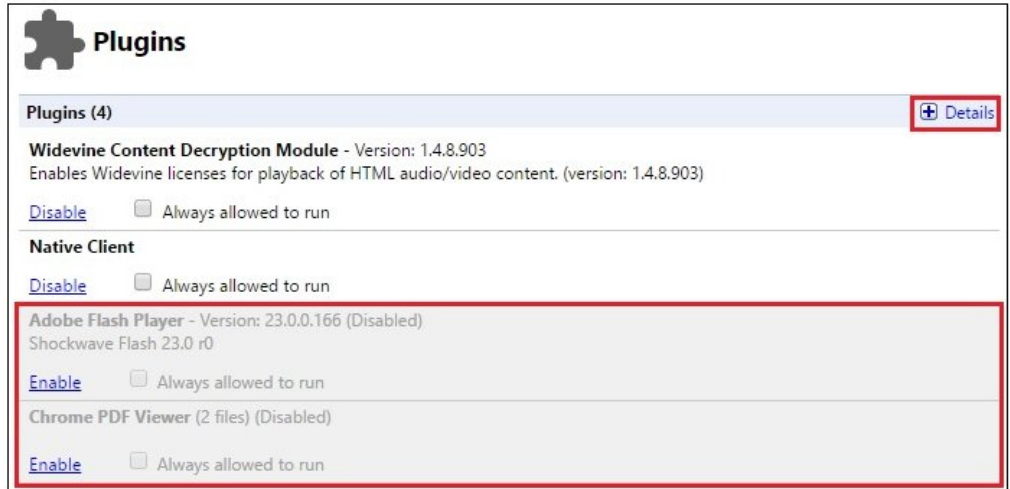 Plugins
Plugins (4)
Details
Widevine Content Decryption Module - Version: 1.4.8.903
Enables Widevine licenses for playback of HTML audio/video content. (version: 1.4.8.903)
Disable Always allowed to run
Native Client
Disable Always allowed to run
Adobe Flash Player - Version: 23.0.0.166 (Disabled)
Shockwave Flash 23.0 r0
Enable Always allowed to run
Chrome PDF Viewer (2 files) (Disabled)
Enable Always allowed to run